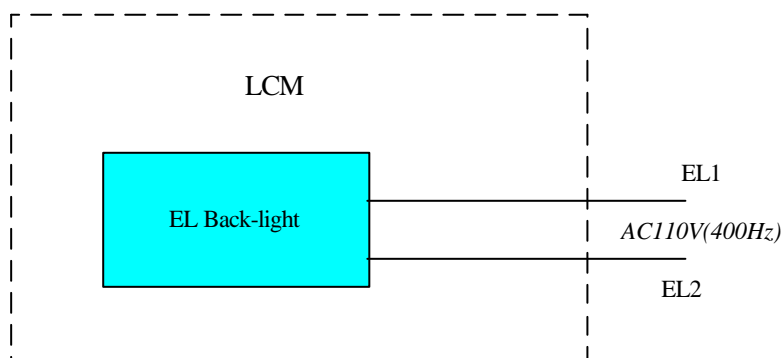 LCM
EL1
EL Back-light
AC110V(400Hz)
EL2